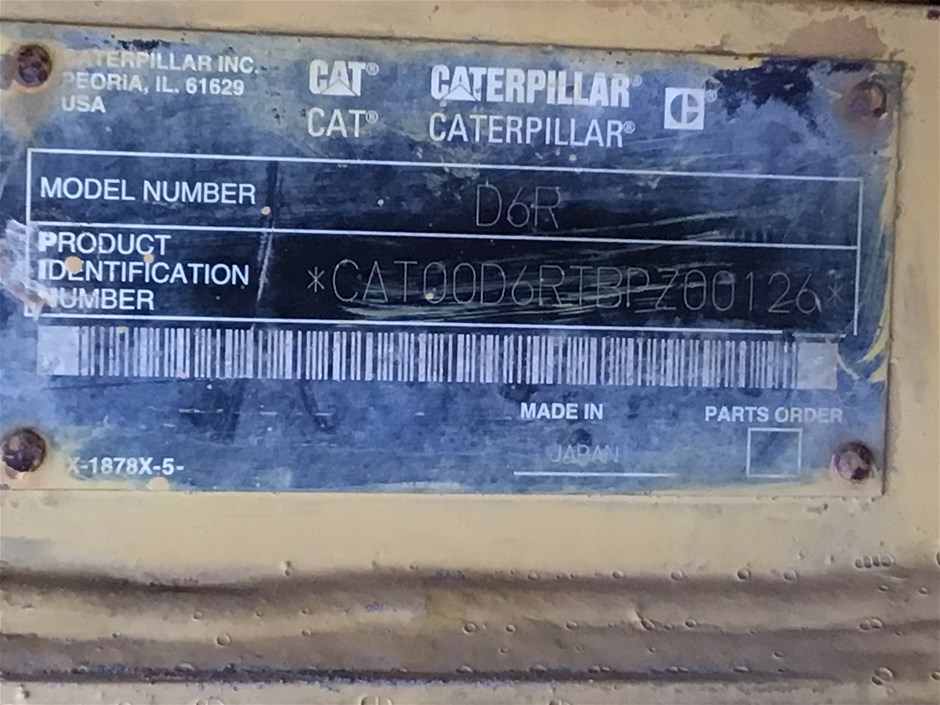 CATERPILLAR INC.
PEORIA, IL. 61629
USA
CAT® CATERPILLAR® C®
CAT® CATERPILLAR®
MODEL NUMBER D6R
PRODUCT
IDENTIFICATION
NUMBER
*CAT00D6RTBPZ00126*
MADE IN PARTS ORDER
JAPAN
X-1878X-5-